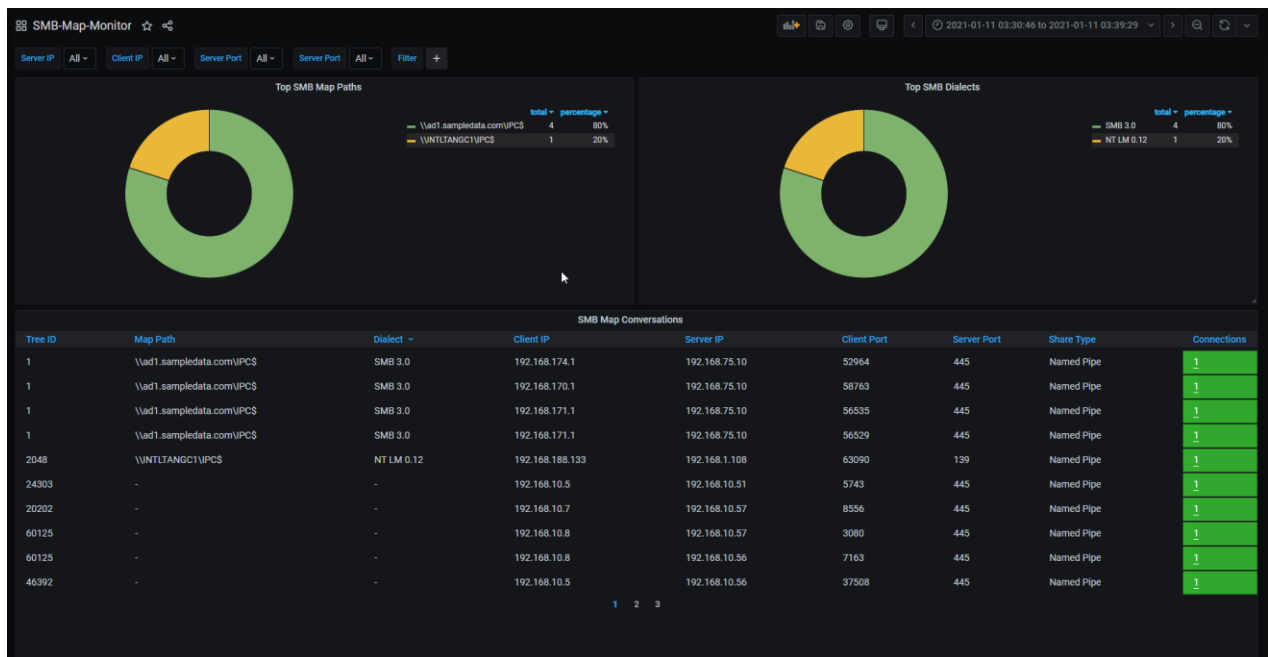 SMB-Map-Monitor 2021-01-11 03:30:46 to 2021-01-11 03:39:29
Server IP All Client IP All Server Port All Server Port All Filter +
Top SMB Map Paths
total percentage
\\ad1.sampledata.com\IPC$ 4 80%
\\INTLTANGC1\IPC$ 1 20%
Top SMB Dialects
total percentage
SMB 3.0 4 80%
NT LM 0.12 1 20%
SMB Map Conversations
Tree ID Map Path Dialect Client IP Server IP Client Port Server Port Share Type Connections
1 \\ad1.sampledata.com\IPC$ SMB 3.0 192.168.174.1 192.168.75.10 52964 445 Named Pipe 1
1 \\ad1.sampledata.com\IPC$ SMB 3.0 192.168.170.1 192.168.75.10 58763 445 Named Pipe 1
1 \\ad1.sampledata.com\IPC$ SMB 3.0 192.168.171.1 192.168.75.10 56535 445 Named Pipe 1
1 \\ad1.sampledata.com\IPC$ SMB 3.0 192.168.171.1 192.168.75.10 56529 445 Named Pipe 1
2048 \\INTLTANGC1\IPC$ NT LM 0.12 192.168.188.133 192.168.1.108 63090 139 Named Pipe 1
24303 - - 192.168.10.5 192.168.10.51 5743 445 Named Pipe 1
20202 - - 192.168.10.7 192.168.10.57 8556 445 Named Pipe 1
60125 - - 192.168.10.8 192.168.10.57 3080 445 Named Pipe 1
60125 - - 192.168.10.8 192.168.10.56 7163 445 Named Pipe 1
46392 - - 192.168.10.5 192.168.10.56 37508 445 Named Pipe 1
1 2 3